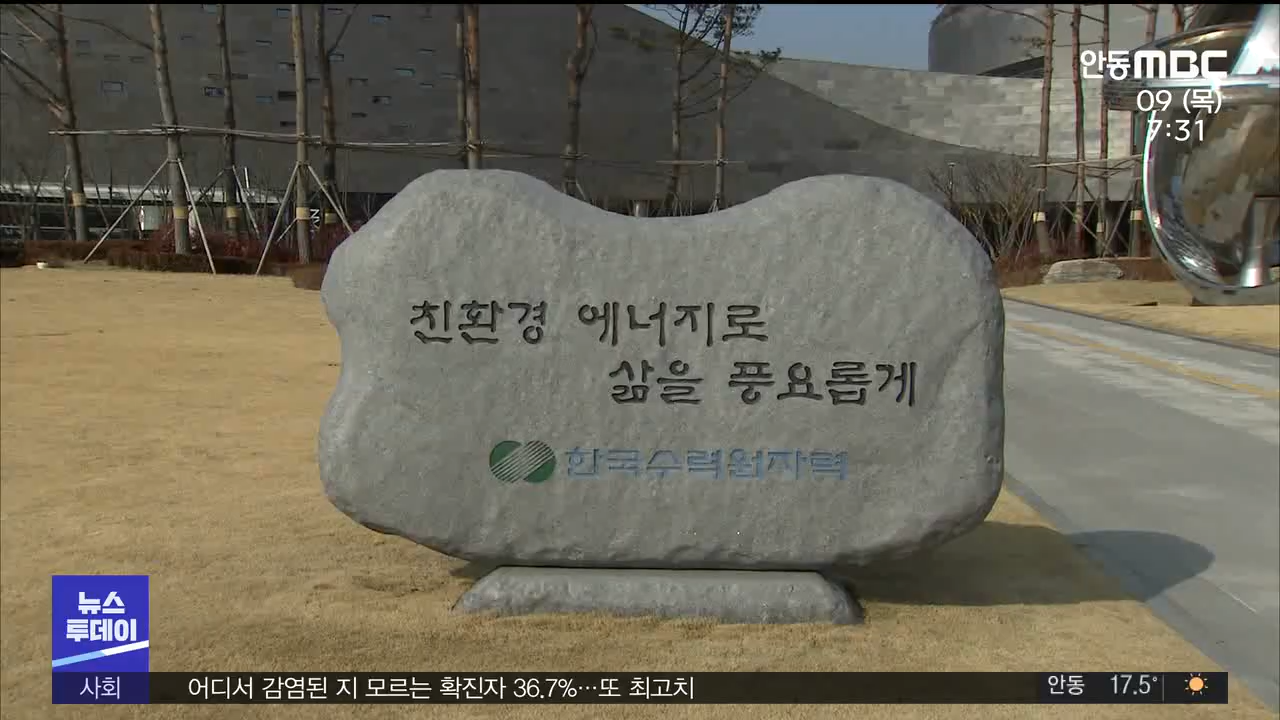 안동MBC
09 (목)
7:31
친환경 에너지로
삶을 풍요롭게
한국수력원자력
뉴스
투데이
사회 어디서 감염된 지 모르는 확진자 36.7%…또 최고치 안동 17.5°